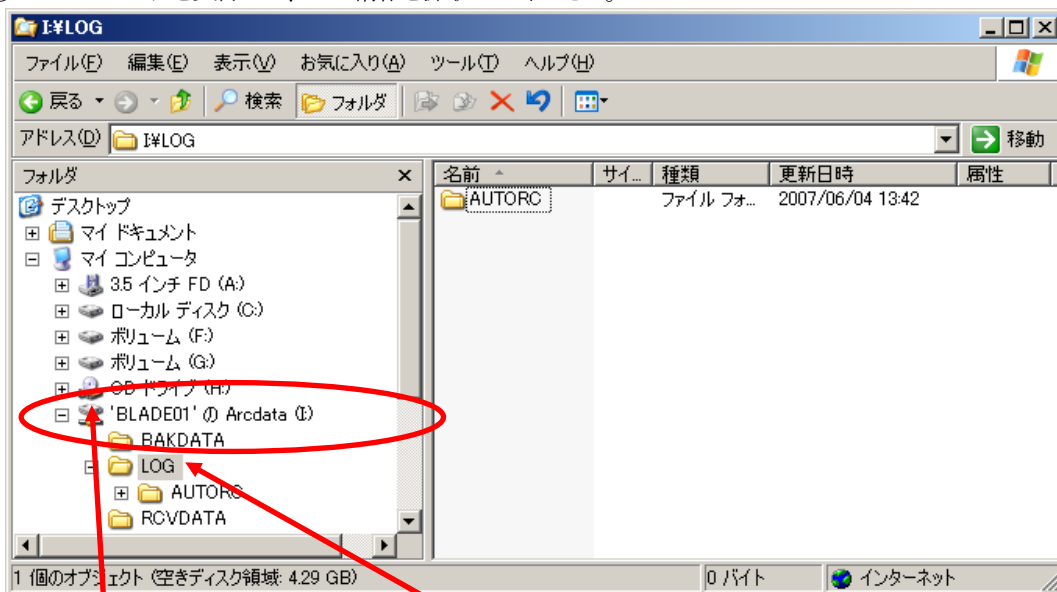 I:¥LOG
ファイル(F) 編集(E) 表示(V) お気に入り(A) ツール(T) ヘルプ(H)
戻る 検索 フォルダ
アドレス(D) I:¥LOG 移動
フォルダ
名前 サイ... 種類 更新日時 属性
AUTORC ファイル フォ... 2007/06/04 13:42
デスクトップ
マイ ドキュメント
マイ コンピュータ
3.5 インチ FD (A:)
ローカル ディスク (C:)
ボリューム (F:)
ボリューム (G:)
CD ドライブ (H:)
'BLADE01' の Arcdata (I:)
BAKDATA
LOG
AUTORC
RCVDATA
1 個のオブジェクト (空きディスク領域: 4.29 GB) 0 バイト インターネット